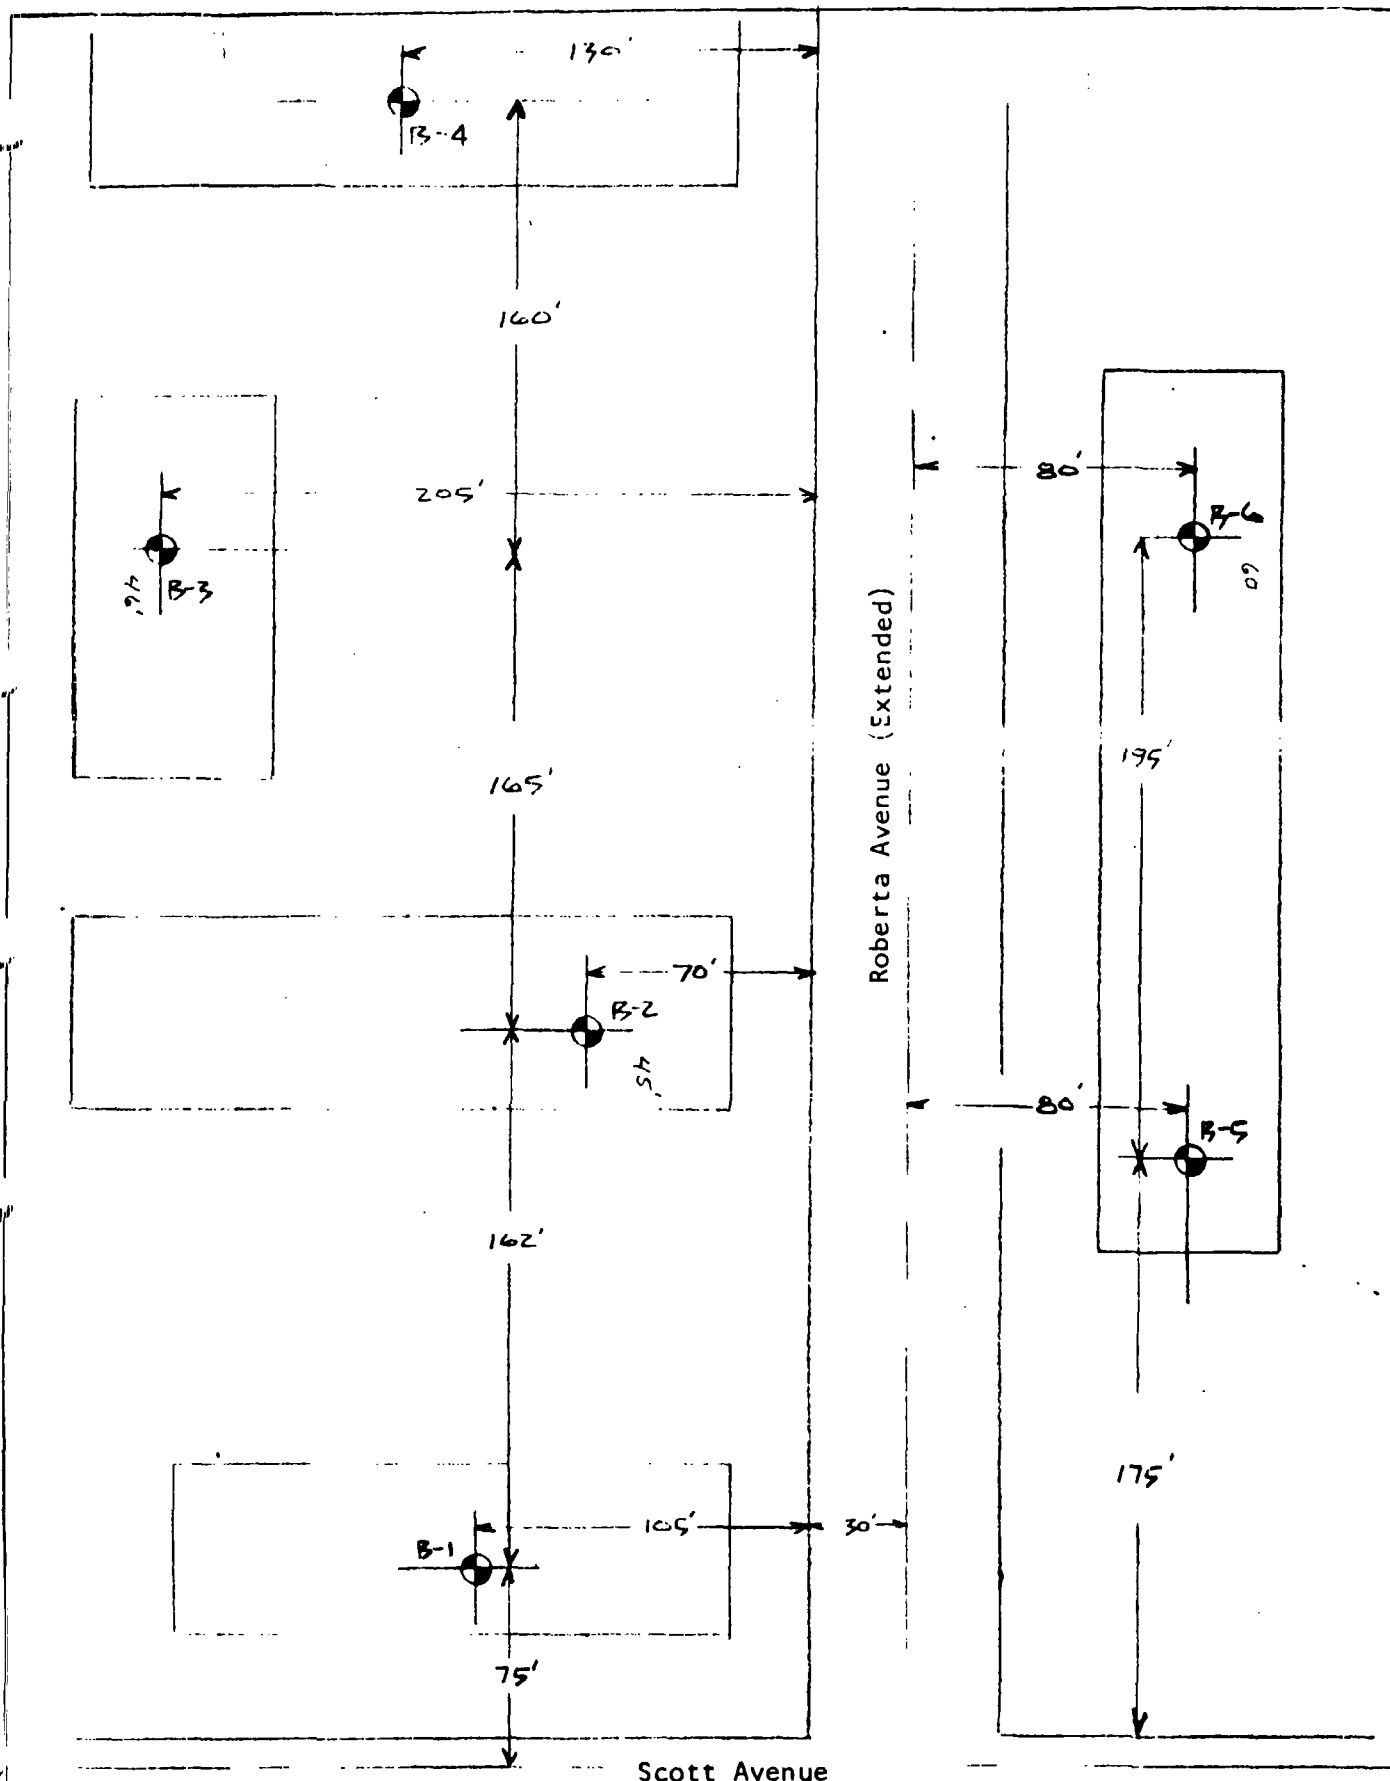 130'
B-4
160'
205'
80'
B-6
60
B-3
46'
Roberta Avenue (Extended)
195'
165'
70'
B-2
45'
80'
B-5
162'
175'
105'
30'
B-1
75'
Scott Avenue